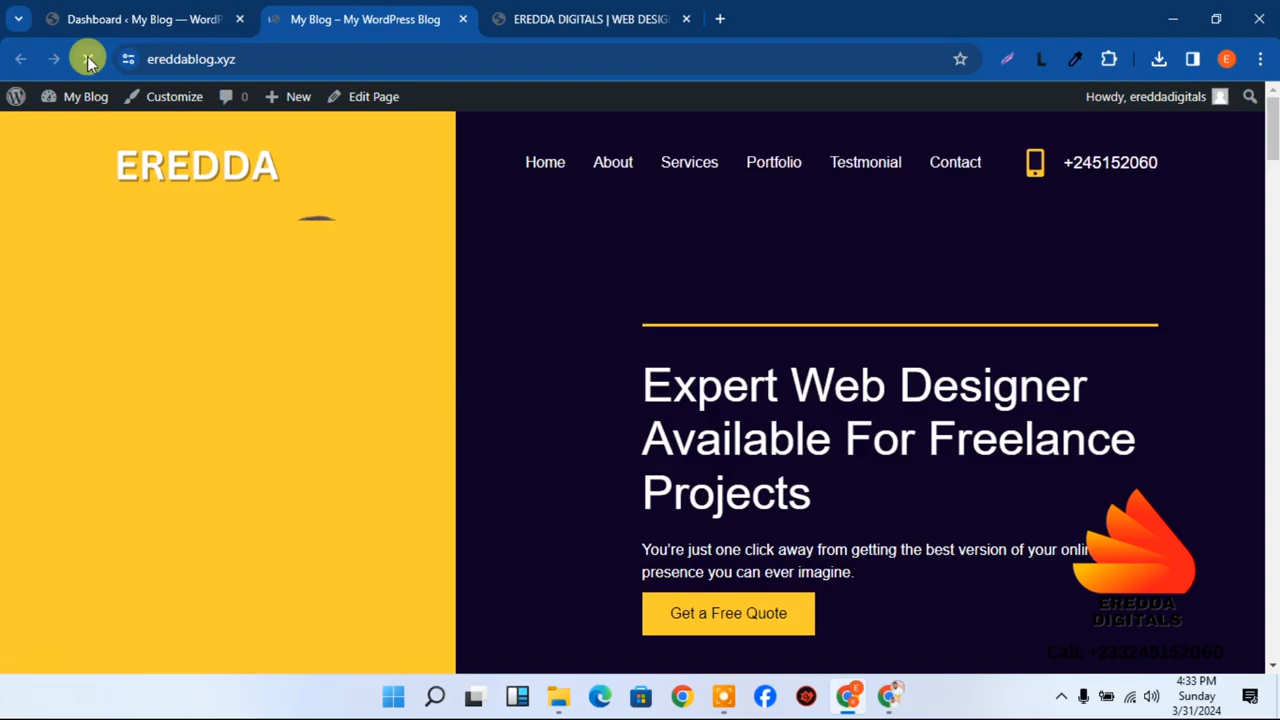 Dashboard ‹ My Blog — WordP
My Blog – My WordPress Blog
EREDDA DIGITALS | WEB DESIG
ereddablog.xyz
L
E
My Blog
Customize
0
New
Edit Page
Howdy, ereddadigitals
EREDDA
Home
About
Services
Portfolio
Testmonial
Contact
+245152060
Expert Web Designer
Available For Freelance
Projects
You're just one click away from getting the best version of your onlin
presence you can ever imagine.
Get a Free Quote
EREDDA
DIGITALS
Call: +233245152060
E
4:33 PM
Sunday
3/31/2024